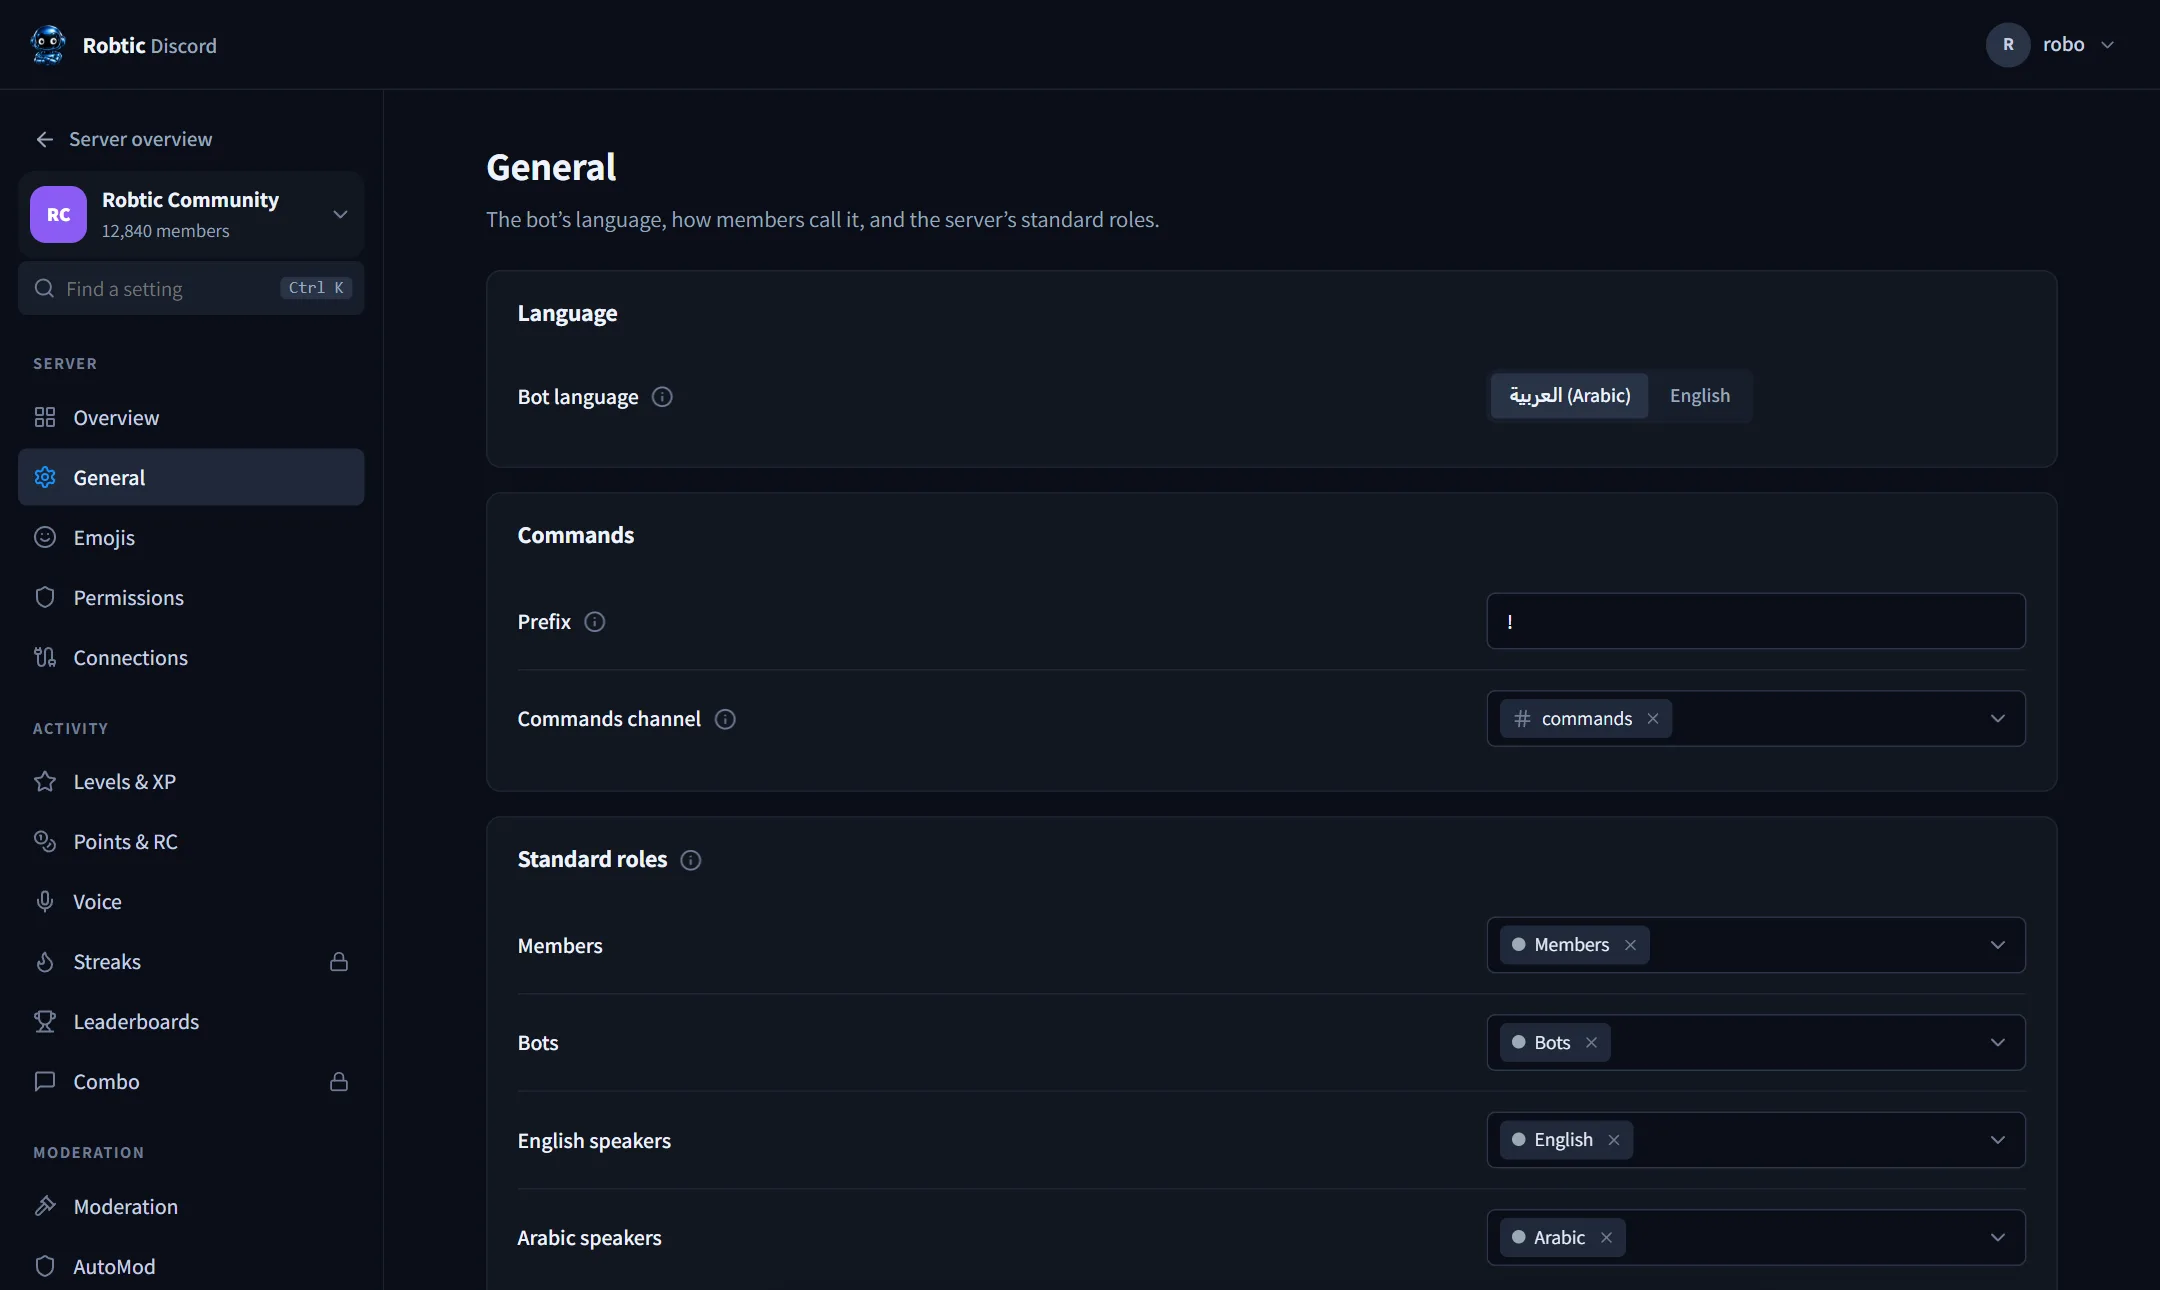 Robtic Discord
R robo
Server overview
RC Robtic Community
12,840 members
Find a setting Ctrl K
SERVER
Overview
General
Emojis
Permissions
Connections
ACTIVITY
Levels & XP
Points & RC
Voice
Streaks
Leaderboards
Combo
MODERATION
Moderation
AutoMod
General
The bot’s language, how members call it, and the server’s standard roles.
Language
Bot language
العربية (Arabic) English
Commands
Prefix !
Commands channel # commands
Standard roles
Members Members
Bots Bots
English speakers English
Arabic speakers Arabic